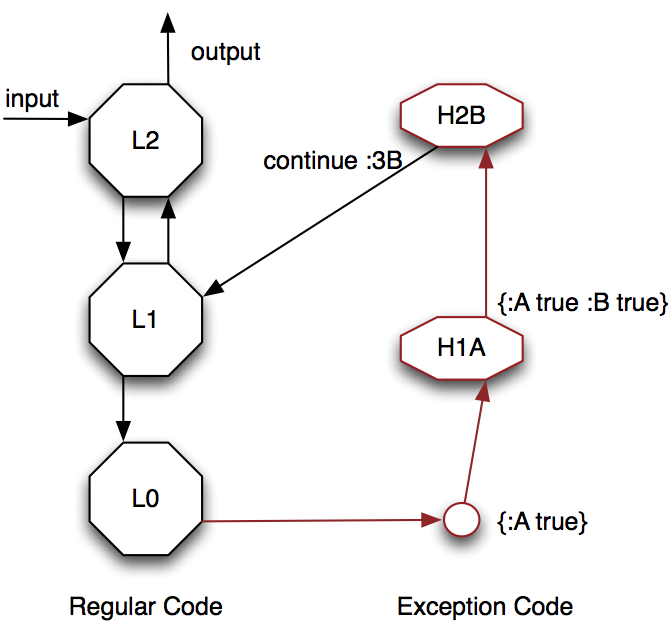 output
input
L2
H2B
continue :3B
{:A true :B true}
L1
H1A
L0
{:A true}
Regular Code
Exception Code